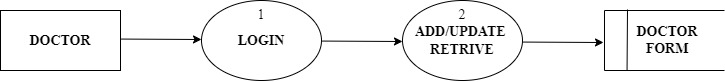 DOCTOR
1
LOGIN
2
ADD/UPDATE
RETRIVE
DOCTOR
FORM